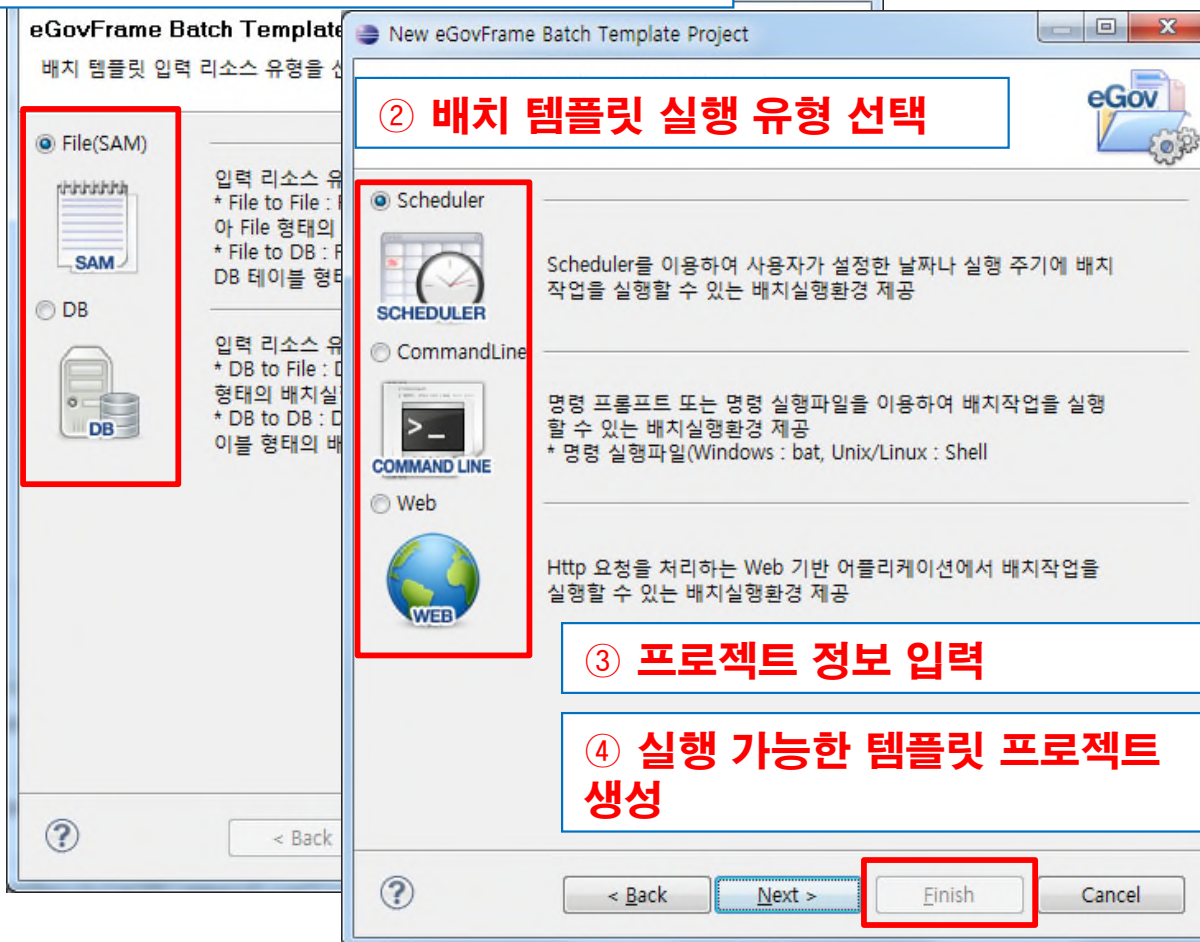 eGovFrame Batch Template
배치 템플릿 입력 리소스 유형을
File(SAM)
SAM
입력 리소스
* File to File :
아 File 형태의
* File to DB :
DB 테이블
DB
DB
입력 리소스
* DB to File :
형태의
* DB to DB :
이블 형태의
New eGovFrame Batch Template Project
② 배치 템플릿 실행 유형 선택
eGov
Scheduler
SCHEDULER
Scheduler를 이용하여 사용자가 설정한 날짜나 실행 주기에 배치
작업을 실행할 수 있는 배치실행환경 제공
CommandLine
COMMAND LINE
명령 프롬프트 또는 명령 실행파일을 이용하여 배치작업을 실행
할 수 있는 배치실행환경 제공
* 명령 실행파일(Windows : bat, Unix/Linux : Shell
Web
WEB
Http 요청을 처리하는 Web 기반 어플리케이션에서 배치작업을
실행할 수 있는 배치실행환경 제공
③ 프로젝트 정보 입력
④ 실행 가능한 템플릿 프로젝트
생성
< Back
< Back
Next >
Finish
Cancel